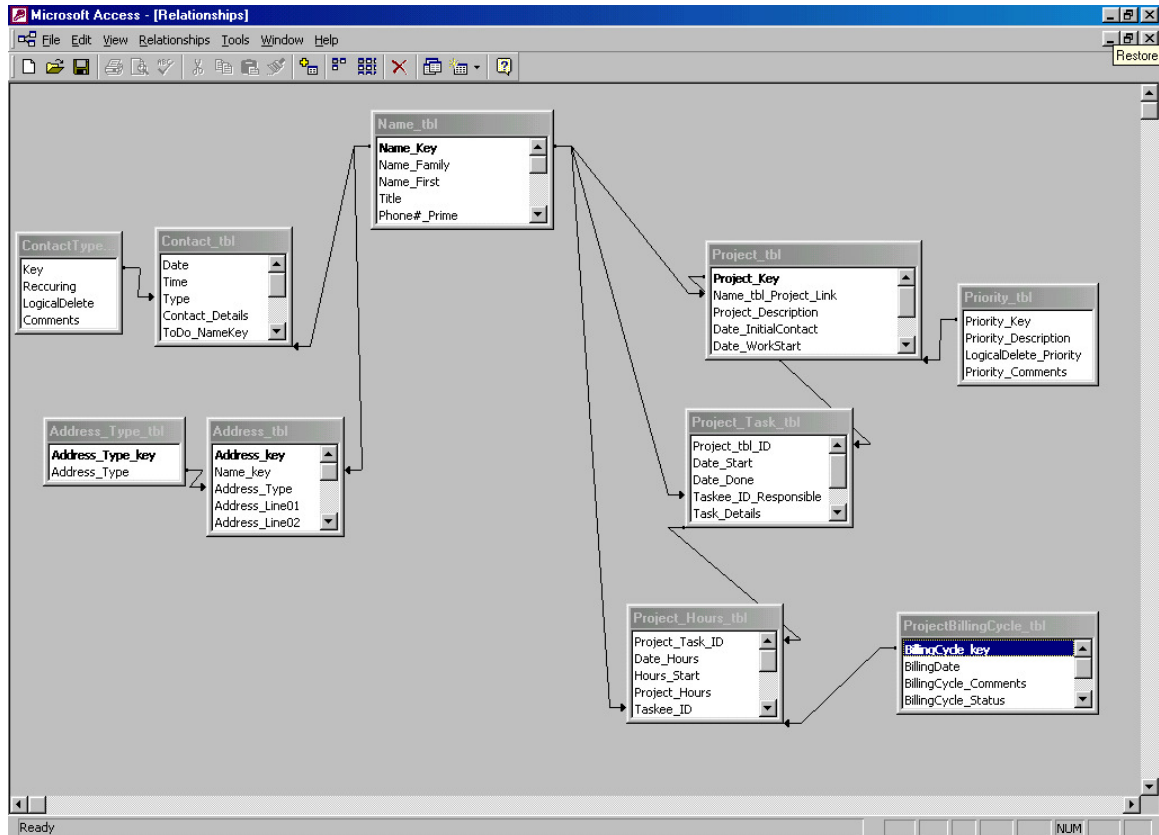 Microsoft Access - [Relationships]
File Edit View Relationships Tools Window Help
Restore
Name_tbl
Name_Key
Name_Family
Name_First
Title
Phone#_Prime
ContactType...
Key
Reccuring
LogicalDelete
Comments
Contact_tbl
Date
Time
Type
Contact_Details
ToDo_NameKey
Project_tbl
Project_Key
Name_tbl_Project_Link
Project_Description
Date_InitialContact
Date_WorkStart
Priority_tbl
Priority_Key
Priority_Description
LogicalDelete_Priority
Priority_Comments
Address_Type_tbl
Address_Type_key
Address_Type
Address_tbl
Address_key
Name_key
Address_Type
Address_Line01
Address_Line02
Project_Task_tbl
Project_tbl_ID
Date_Start
Date_Done
Taskee_ID_Responsible
Task_Details
Project_Hours_tbl
Project_Task_ID
Date_Hours
Hours_Start
Project_Hours
Taskee_ID
ProjectBillingCycle_tbl
BillingCycle_key
BillingDate
BillingCycle_Comments
BillingCycle_Status
Ready
NUM